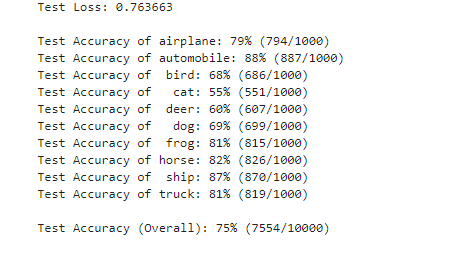 Test Loss: 0.763663
Test Accuracy of airplane: 79% (794/1000)
Test Accuracy of automobile: 88% (887/1000)
Test Accuracy of  bird: 68% (686/1000)
Test Accuracy of   cat: 55% (551/1000)
Test Accuracy of  deer: 60% (607/1000)
Test Accuracy of   dog: 69% (699/1000)
Test Accuracy of  frog: 81% (815/1000)
Test Accuracy of horse: 82% (826/1000)
Test Accuracy of  ship: 87% (870/1000)
Test Accuracy of truck: 81% (819/1000)
Test Accuracy (Overall): 75% (7554/10000)